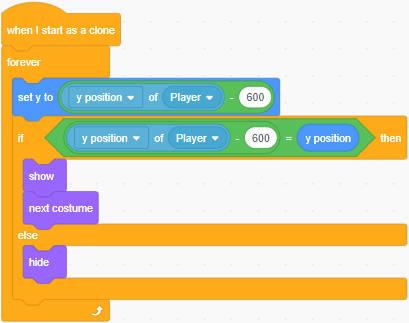 when I start as a clone
forever
set y to y position of Player - 600
if y position of Player - 600 = y position then
show
next costume
else
hide